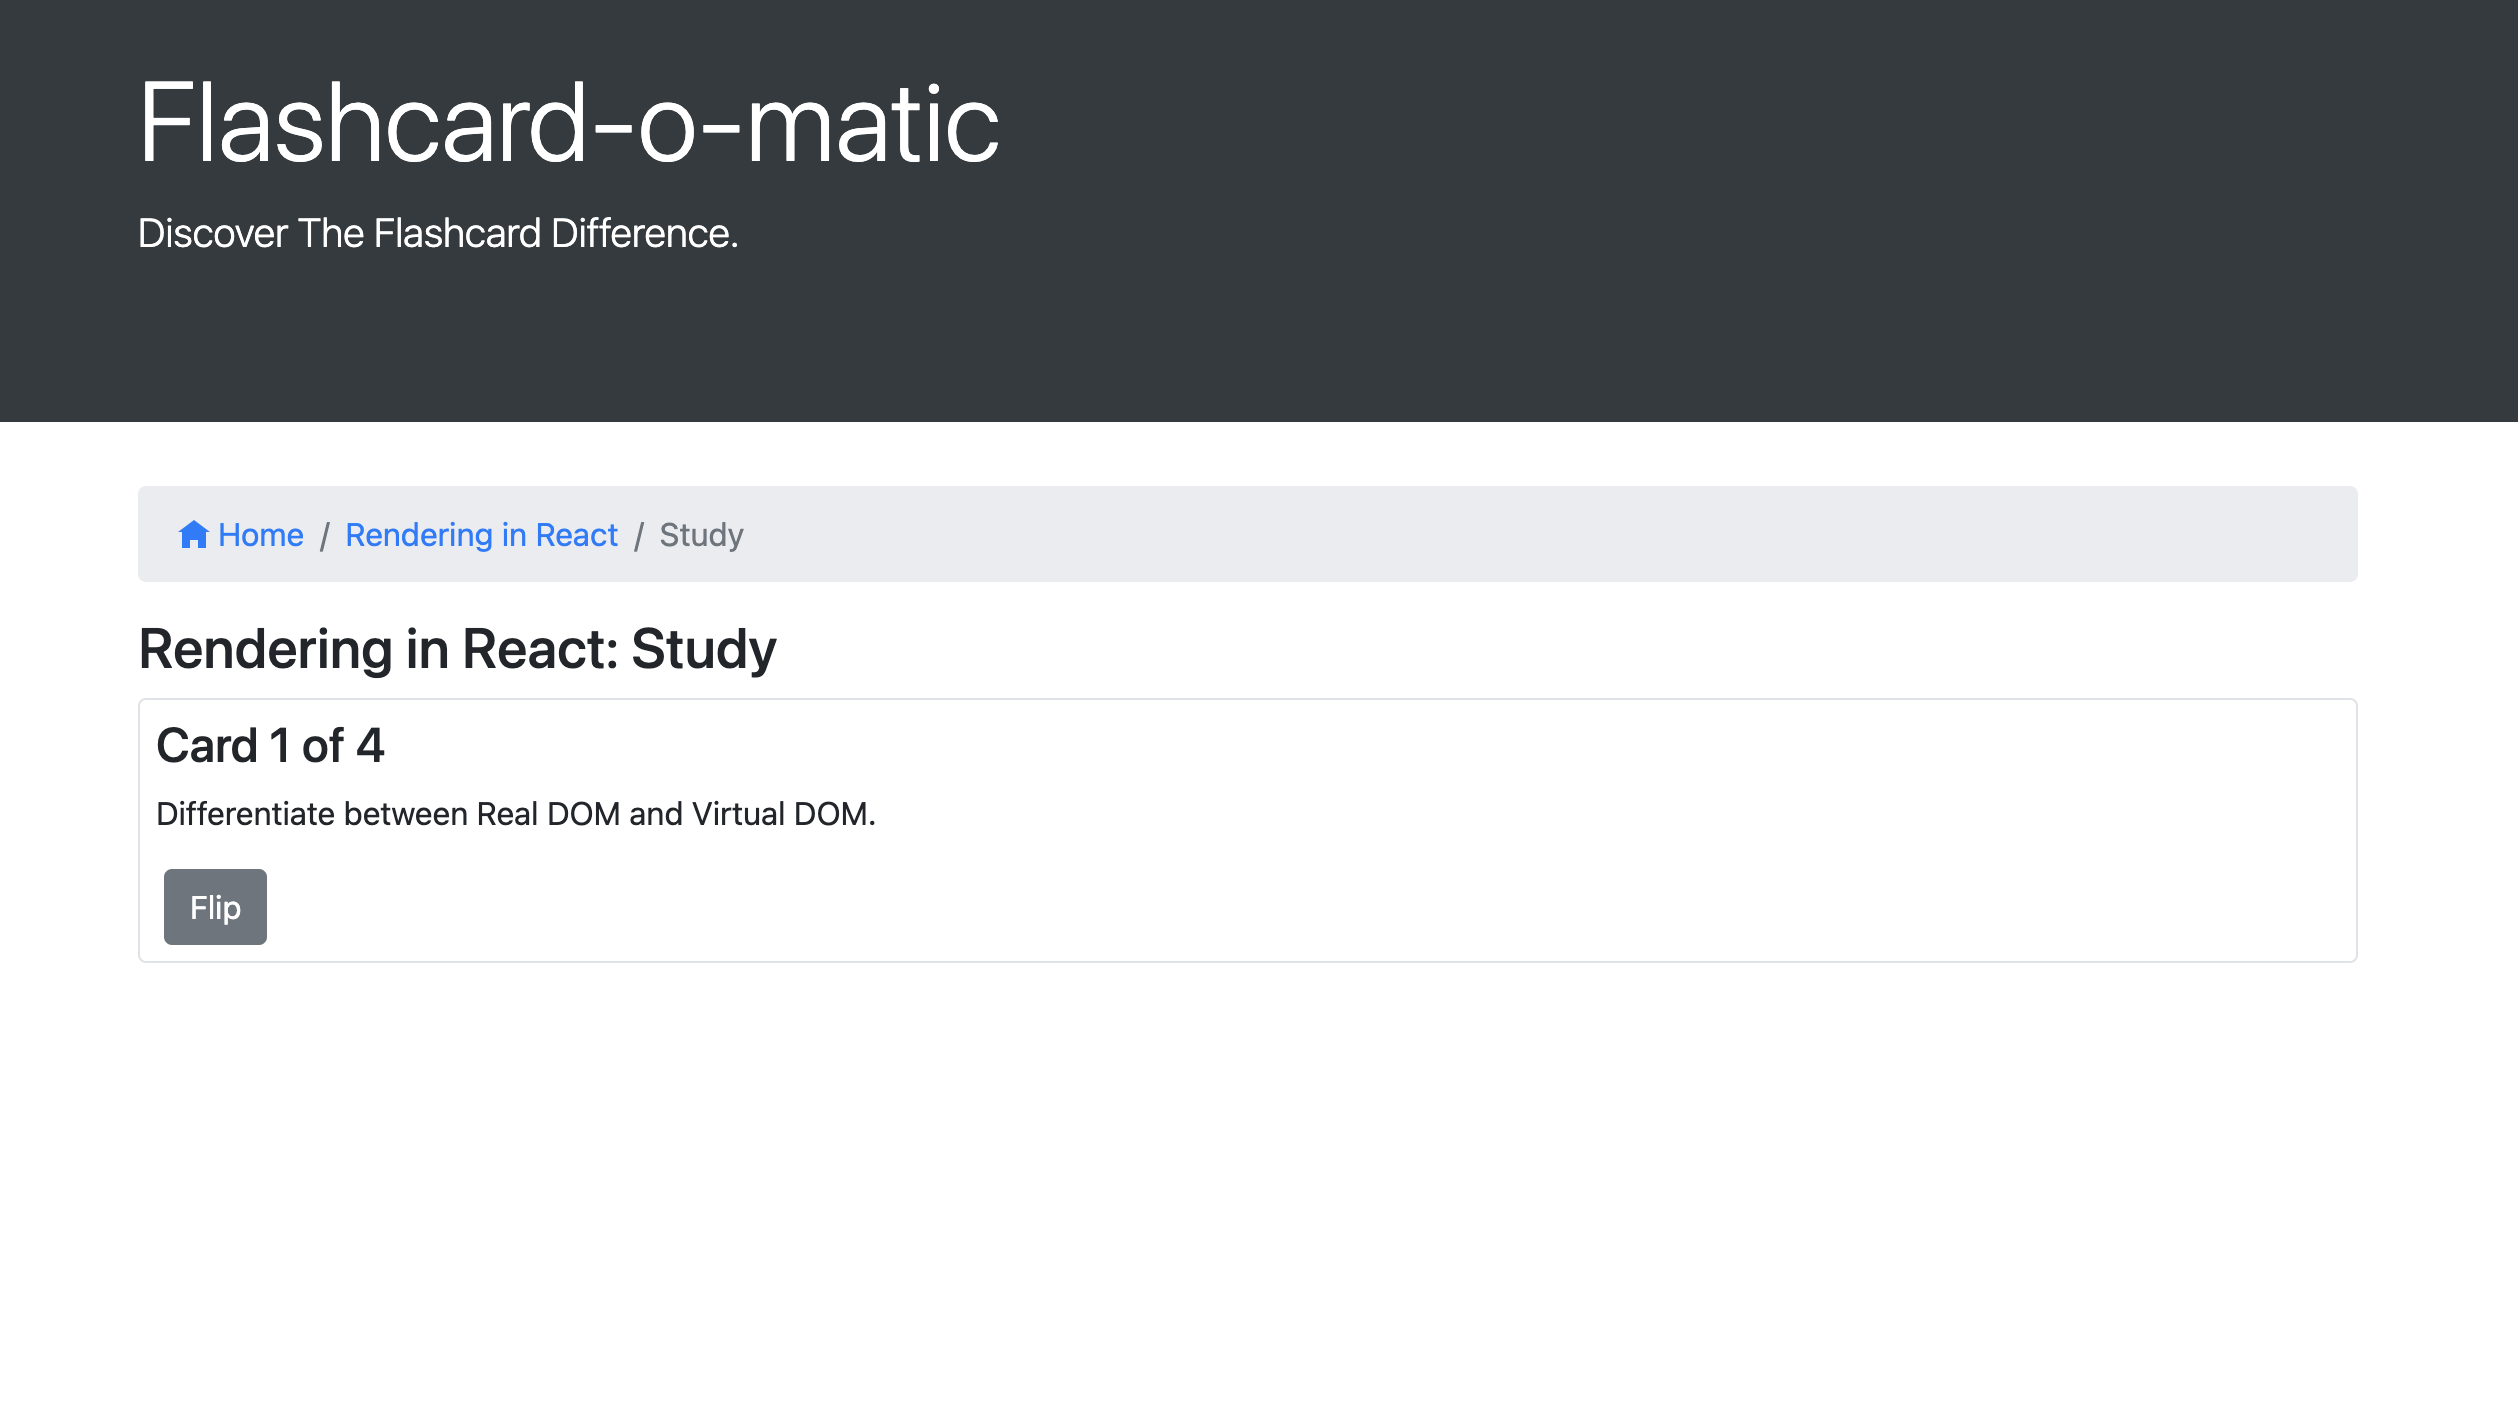 Flashcard-o-matic
Discover The Flashcard Difference.
Home / Rendering in React / Study
Rendering in React: Study
Card 1 of 4
Differentiate between Real DOM and Virtual DOM.
Flip